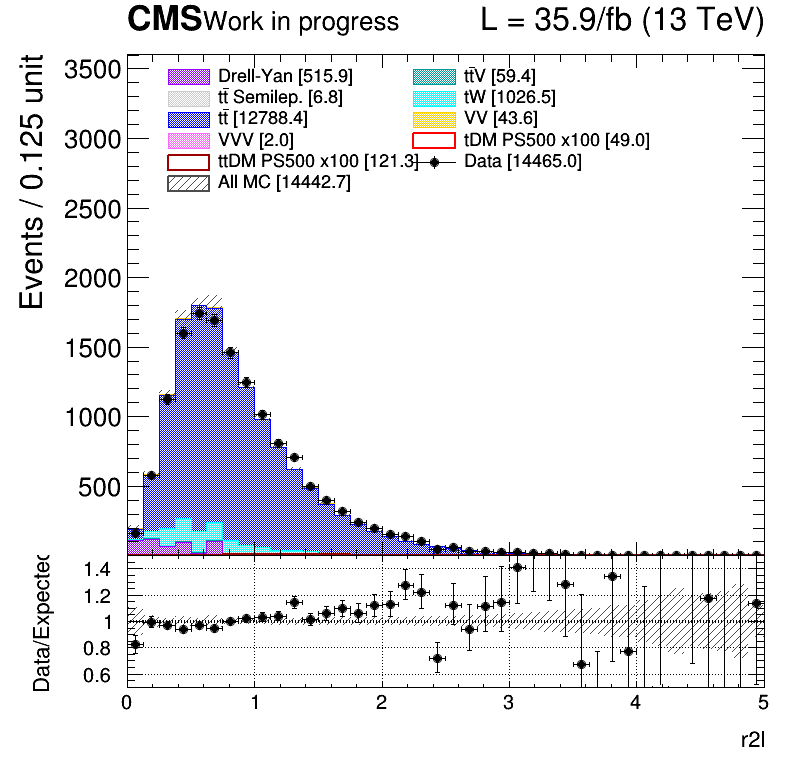 CMS Work in progress L = 35.9/fb (13 TeV)
Events / 0.125 unit
3500
3000
2500
2000
1500
1000
500
Drell-Yan [515.9] tt̄V [59.4]
tt̄ Semilep. [6.8] tW [1026.5]
tt̄ [12788.4] VV [43.6]
VVV [2.0] tDM PS500 x100 [49.0]
ttDM PS500 x100 [121.3] Data [14465.0]
All MC [14442.7]
Data/Expected
1.4
1.2
1
0.8
0.6
0 1 2 3 4 5
r2l